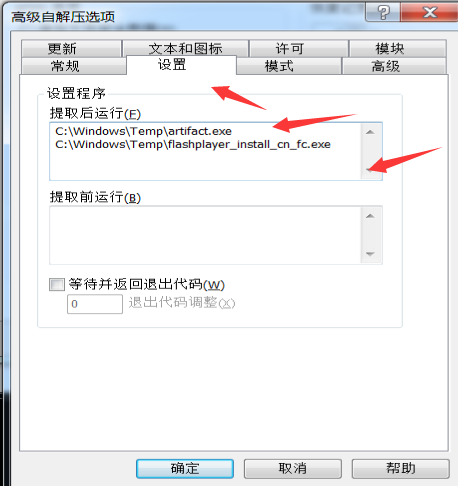 高级自解压选项
更新 文本和图标 许可 模块
常规 设置 模式 高级
设置程序
提取后运行(F)
C:\Windows\Temp\artifact.exe
C:\Windows\Temp\flashplayer_install_cn_fc.exe
提取前运行(B)
等待并返回退出代码(W)
0 退出代码调整(X)
确定 取消 帮助